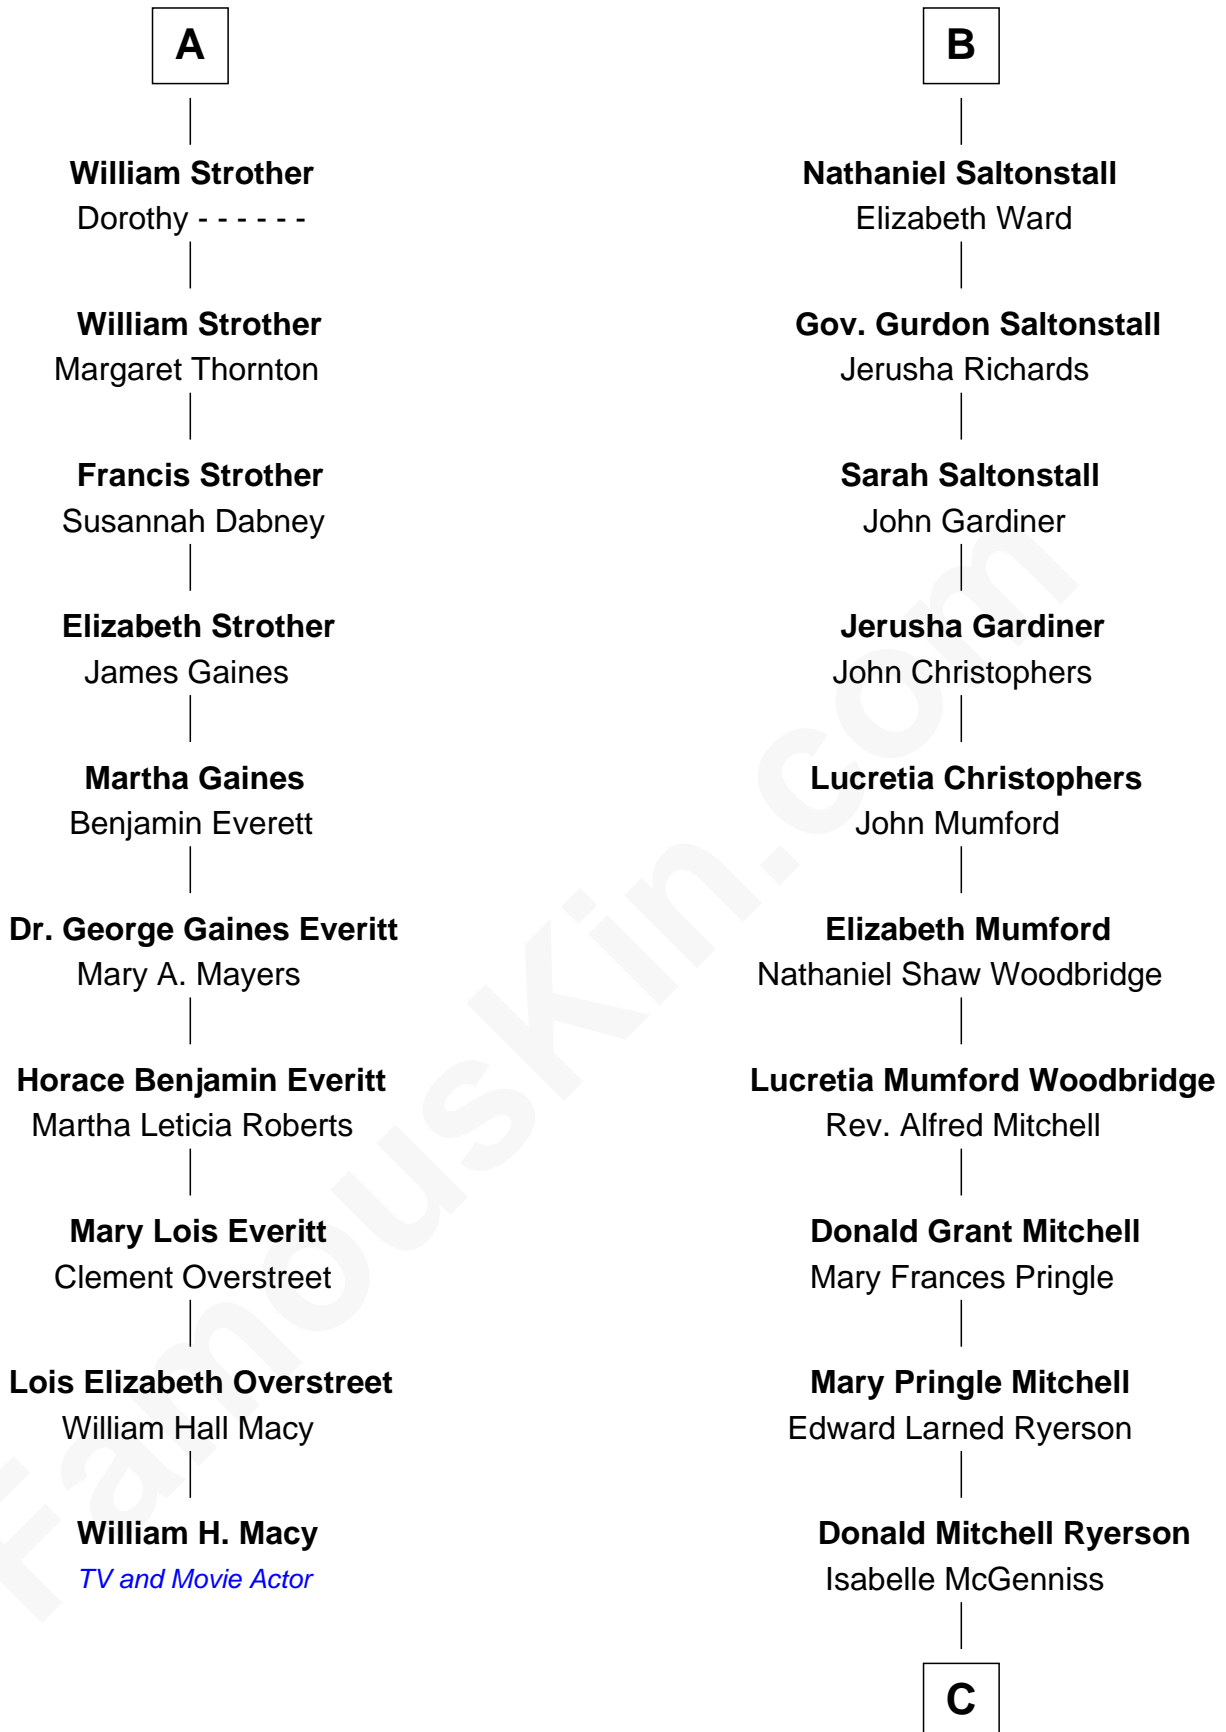 A
William Strother
Dorothy - - - - - -
William Strother
Margaret Thornton
Francis Strother
Susannah Dabney
Elizabeth Strother
James Gaines
Martha Gaines
Benjamin Everett
Dr. George Gaines Everitt
Mary A. Mayers
Horace Benjamin Everitt
Martha Leticia Roberts
Mary Lois Everitt
Clement Overstreet
Lois Elizabeth Overstreet
William Hall Macy
William H. Macy
TV and Movie Actor
B
Nathaniel Saltonstall
Elizabeth Ward
Gov. Gurdon Saltonstall
Jerusha Richards
Sarah Saltonstall
John Gardiner
Jerusha Gardiner
John Christophers
Lucretia Christophers
John Mumford
Elizabeth Mumford
Nathaniel Shaw Woodbridge
Lucretia Mumford Woodbridge
Rev. Alfred Mitchell
Donald Grant Mitchell
Mary Frances Pringle
Mary Pringle Mitchell
Edward Larned Ryerson
Donald Mitchell Ryerson
Isabelle McGenniss
C
FamousKin.com